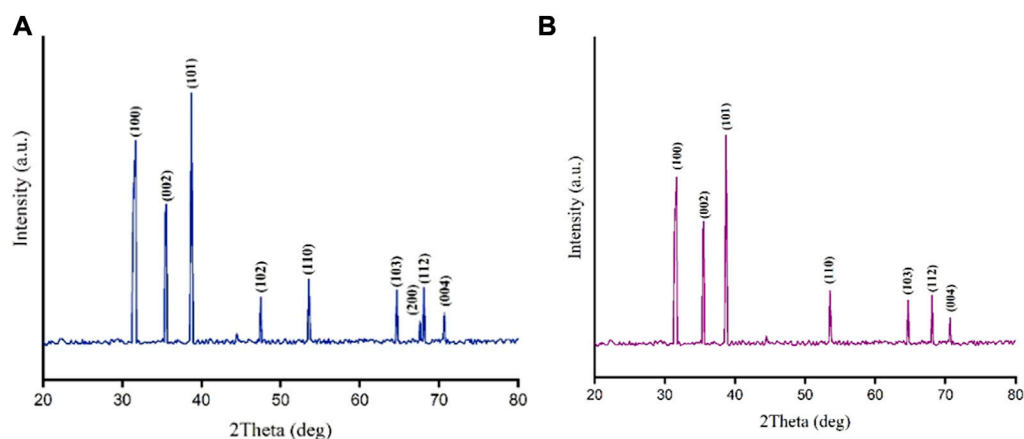 A
Intensity (a.u.)
(100)
(002)
(101)
(102)
(110)
(103)
(200)
(112)
(004)
20 30 40 50 60 70 80
2Theta (deg)
B
Intensity (a.u.)
(100)
(002)
(101)
(110)
(103)
(112)
(004)
20 30 40 50 60 70 80
2Theta (deg)